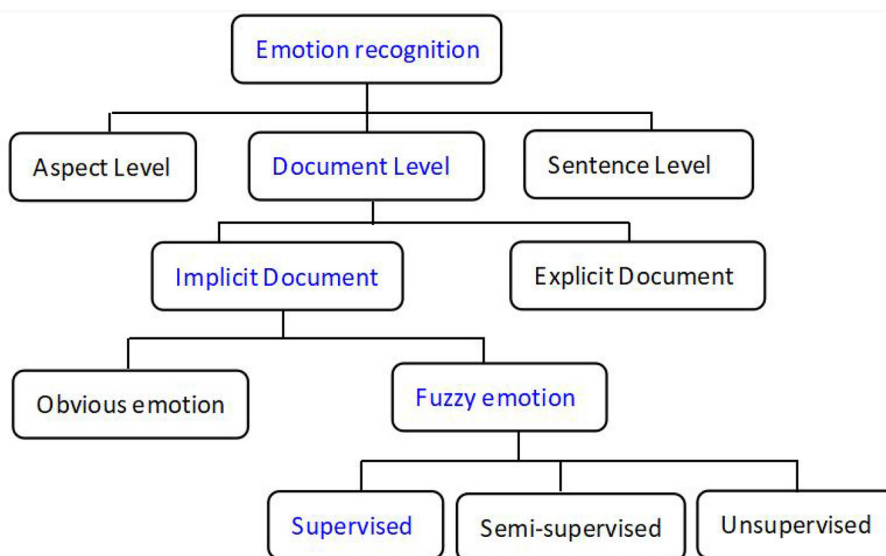 Emotion recognition
Aspect Level
Document Level
Sentence Level
Implicit Document
Explicit Document
Obvious emotion
Fuzzy emotion
Supervised
Semi-supervised
Unsupervised